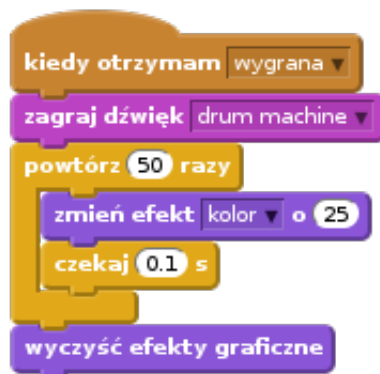 kiedy otrzymam wygrana
zagraj dźwięk drum machine
powtórz 50 razy
zmień efekt kolor o 25
czekaj 0.1 s
wyczyść efekty graficzne